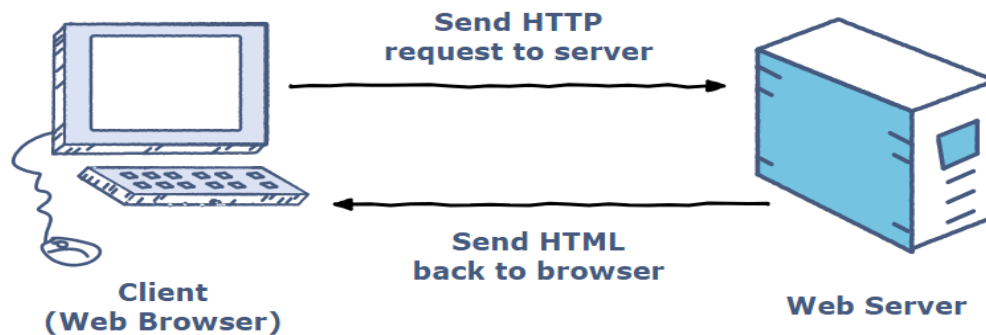 Send HTTP
request to server
Send HTML
back to browser
Client
(Web Browser)
Web Server